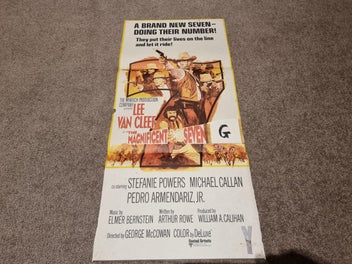 A BRAND NEW SEVEN—
DOING THEIR NUMBER!
They put their lives on the line
and let it ride!
THE MIRISCH PRODUCTION
COMPANY
LEE
VAN CLEEF
THE MAGNIFICENT SEVEN
G
co-starring STEFANIE POWERS MICHAEL CALLAN
PEDRO ARMENDARIZ, JR.
Music by ELMER BERNSTEIN
Written by ARTHUR ROWE
Produced by WILLIAM A. CALIHAN
Directed by GEORGE McCOWAN COLOR by DeLuxe
United Artists